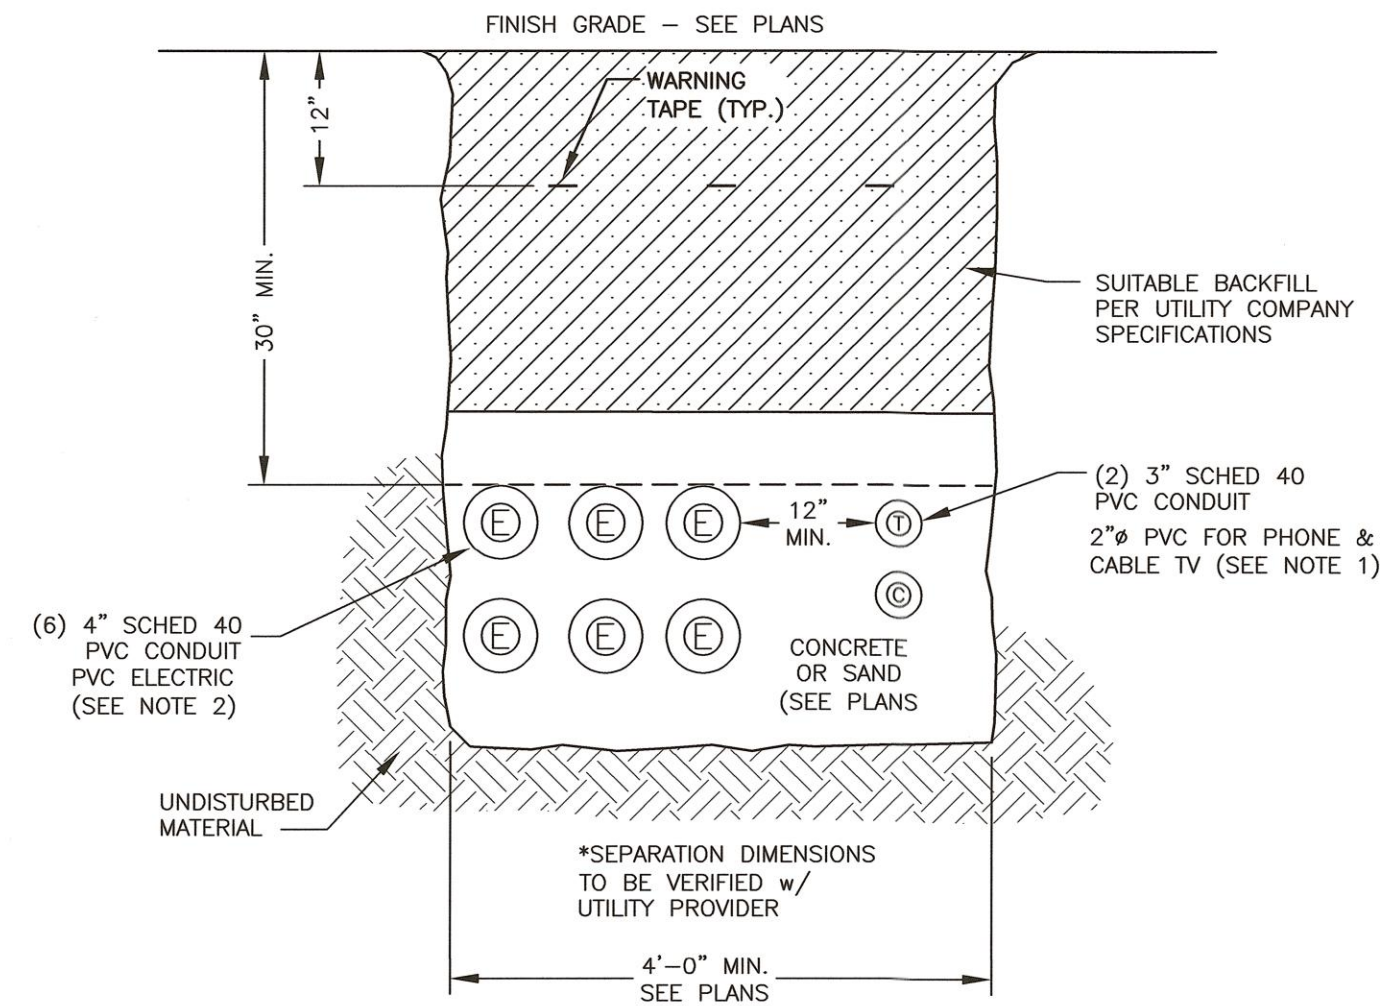 FINISH GRADE – SEE PLANS
12"
WARNING
TAPE (TYP.)
30" MIN.
SUITABLE BACKFILL
PER UTILITY COMPANY
SPECIFICATIONS
(2) 3" SCHED 40
PVC CONDUIT
2"ø PVC FOR PHONE &
CABLE TV (SEE NOTE 1)
E E E
12"
MIN.
T
C
E E E
(6) 4" SCHED 40
PVC CONDUIT
PVC ELECTRIC
(SEE NOTE 2)
CONCRETE
OR SAND
(SEE PLANS
UNDISTURBED
MATERIAL
*SEPARATION DIMENSIONS
TO BE VERIFIED w/
UTILITY PROVIDER
4'–0" MIN.
SEE PLANS